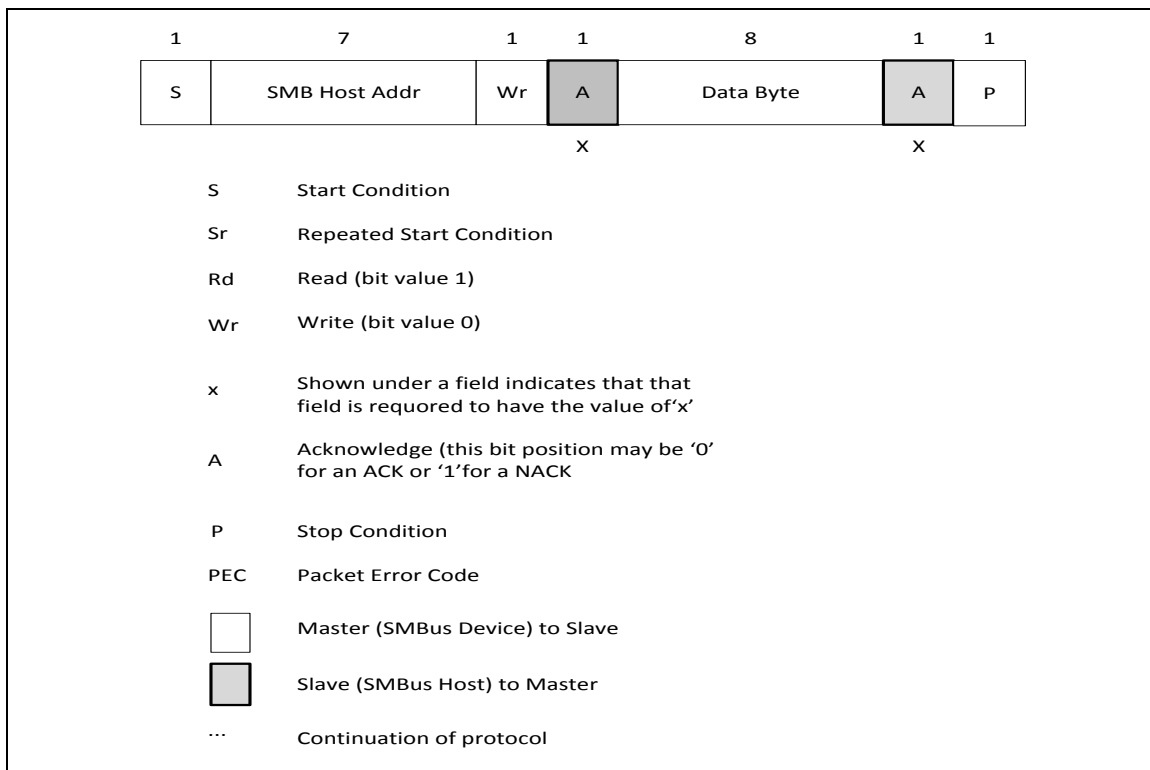 1 7 1 1 8 1 1
S SMB Host Addr Wr A Data Byte A P
x x
S Start Condition
Sr Repeated Start Condition
Rd Read (bit value 1)
Wr Write (bit value 0)
x Shown under a field indicates that that
field is requored to have the value of‘x’
A Acknowledge (this bit position may be ‘0’
for an ACK or ‘1’for a NACK
P Stop Condition
PEC Packet Error Code
Master (SMBus Device) to Slave
Slave (SMBus Host) to Master
... Continuation of protocol